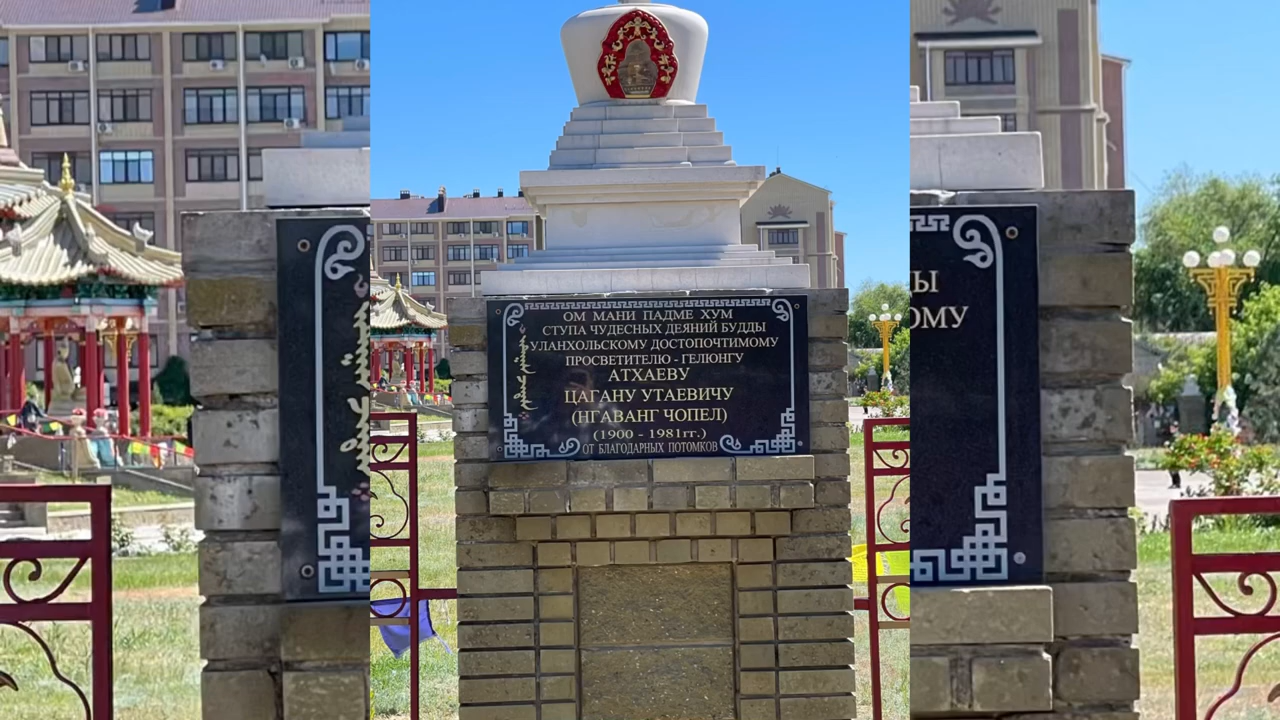 ОМ МАНИ ПАДМЕ ХУМ
СТУПА ЧУДЕСНЫХ ДЕЯНИЙ БУДДЫ
УЛАНХОЛЬСКОМУ ДОСТОПОЧТИМОМУ
ПРОСВЕТИТЕЛЮ - ГЕЛЮНГУ
АТХАЕВУ
ЦАГАНУ УТАЕВИЧУ
(НГАВАНГ ЧОПЕЛ)
(1900 - 1981гг.)
ОТ БЛАГОДАРНЫХ ПОТОМКОВ
Ы
ОМУ